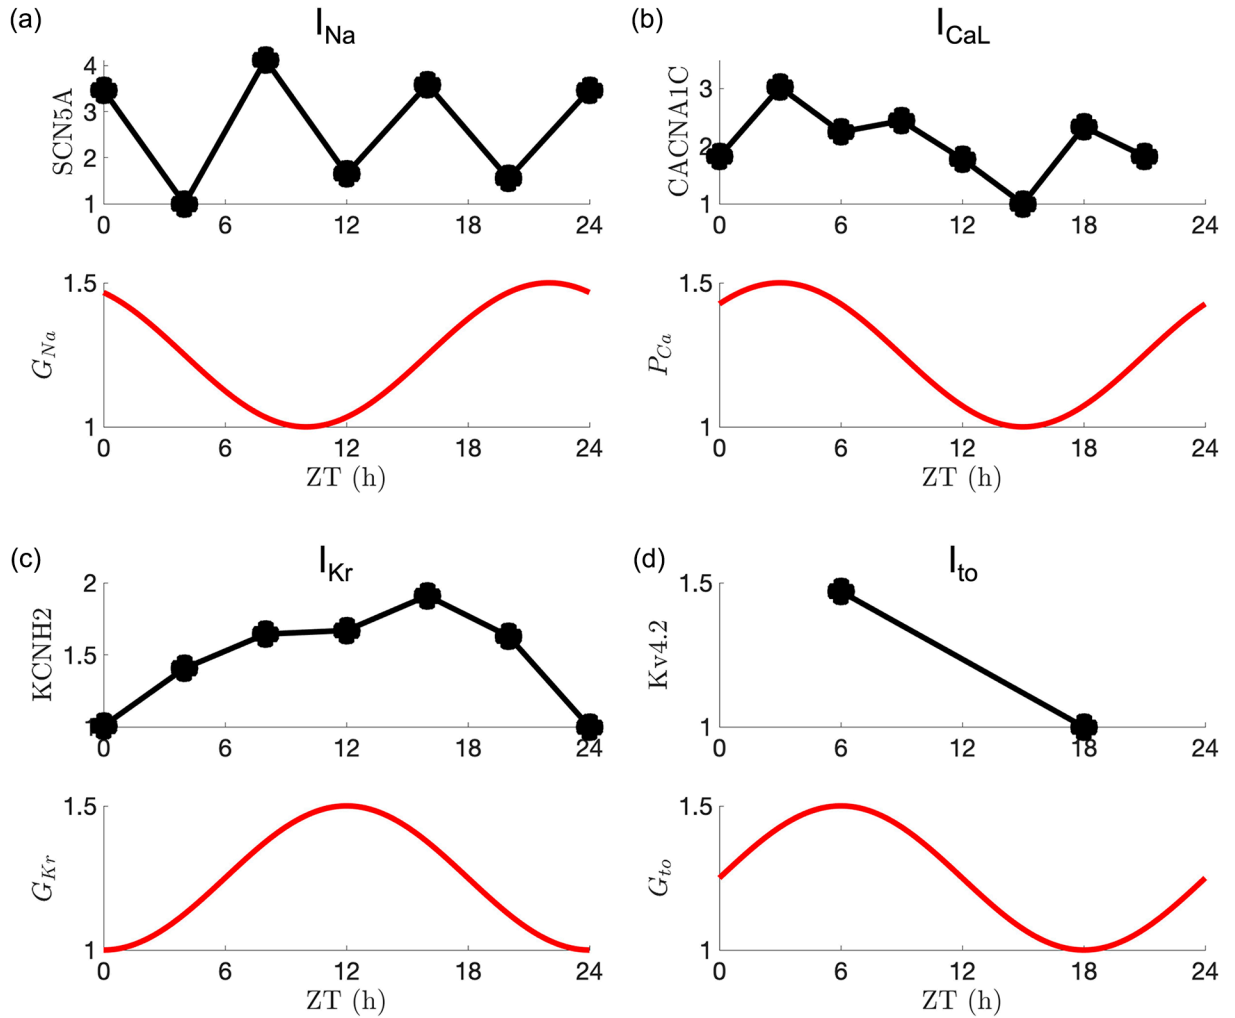 (a)
I_Na
SCN5A
4
3
2
1
0 6 12 18 24
G_Na
1.5
1
0 6 12 18 24
ZT (h)
(b)
I_CaL
CACNA1C
3
2
1
0 6 12 18 24
P_Ca
1.5
1
0 6 12 18 24
ZT (h)
(c)
I_Kr
KCNH2
2
1.5
1
0 6 12 18 24
G_Kr
1.5
1
0 6 12 18 24
ZT (h)
(d)
I_to
Kv4.2
1.5
1
0 6 12 18 24
G_to
1.5
1
0 6 12 18 24
ZT (h)